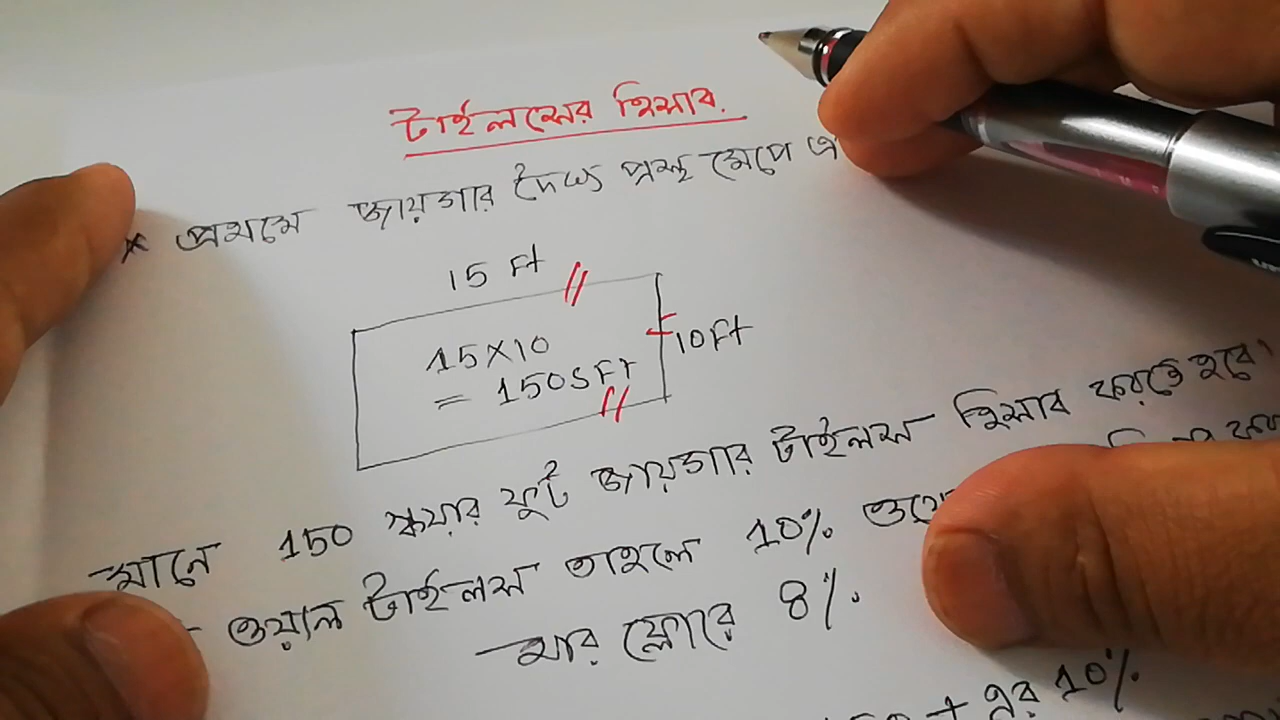 টাইলসের হিসাব.
* প্রথমে জায়গার দৈর্ঘ্য প্রস্থ মেপে
15 Ft
15×10
= 150 SFT
10Ft
মানে 150 স্কয়ার ফুট জায়গার টাইলস হিসাব করতে হবে।
ওয়াল টাইলস তাহলে 10%
আর ফ্লোরে 8%.
+ এর 10%.